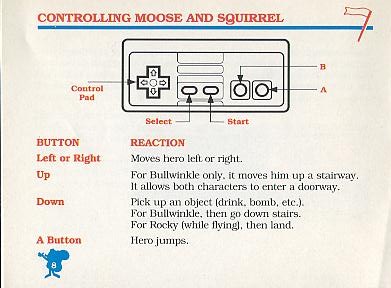 CONTROLLING MOOSE AND SQUIRREL
B
A
Control
Pad
Select
Start
BUTTON REACTION
Left or Right Moves hero left or right.
Up For Bullwinkle only, it moves him up a stairway.
It allows both characters to enter a doorway.
Down Pick up an object (drink, bomb, etc.).
For Bullwinkle, then go down stairs.
For Rocky (while flying), then land.
A Button Hero jumps.
8